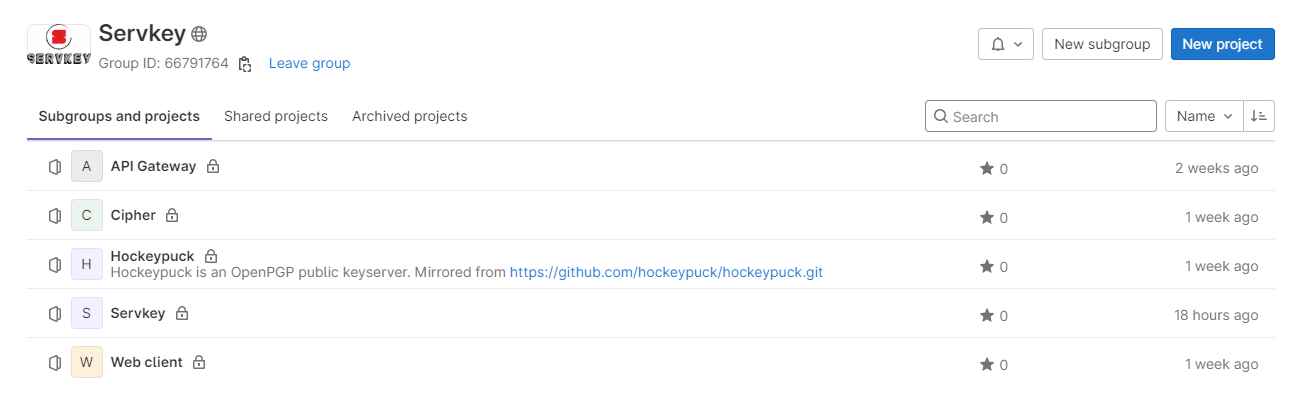 Servkey
SERVKEY
Group ID: 66791764
Leave group
New subgroup
New project
Subgroups and projects
Shared projects
Archived projects
Search
Name
A API Gateway 0 2 weeks ago
C Cipher 0 1 week ago
H Hockeypuck 0 1 week ago
Hockeypuck is an OpenPGP public keyserver. Mirrored from https://github.com/hockeypuck/hockeypuck.git
S Servkey 0 18 hours ago
W Web client 0 1 week ago